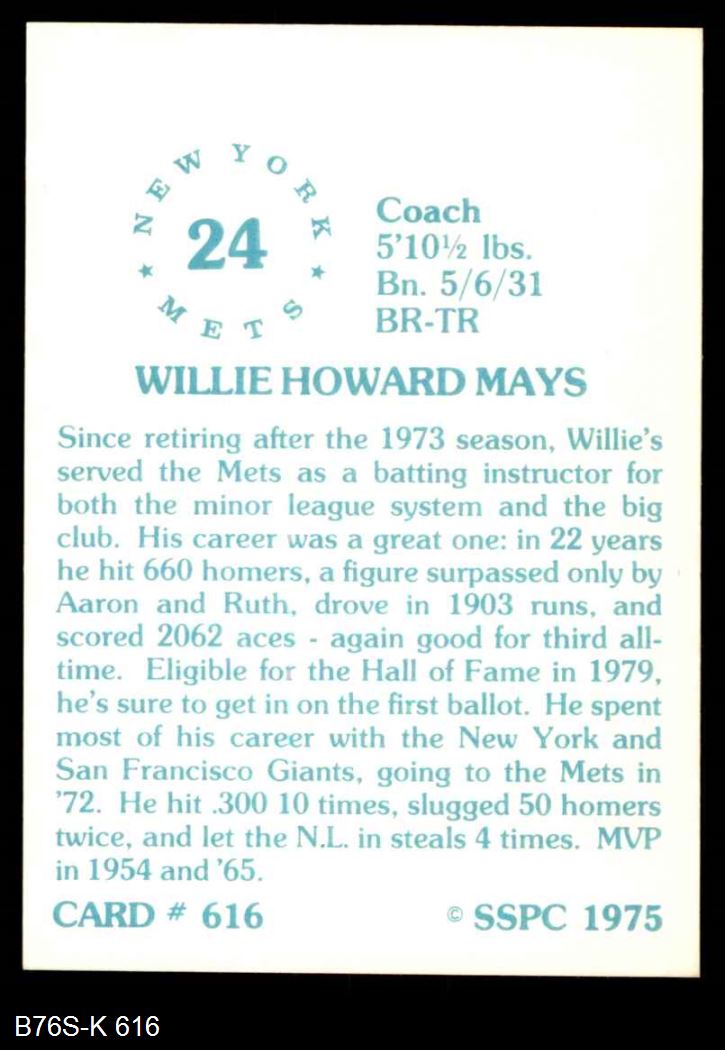 NEW YORK
★ METS ★
24
Coach
5'10½ lbs.
Bn. 5/6/31
BR-TR
WILLIE HOWARD MAYS
Since retiring after the 1973 season, Willie's
served the Mets as a batting instructor for
both the minor league system and the big
club. His career was a great one: in 22 years
he hit 660 homers, a figure surpassed only by
Aaron and Ruth, drove in 1903 runs, and
scored 2062 aces - again good for third all-
time. Eligible for the Hall of Fame in 1979,
he's sure to get in on the first ballot. He spent
most of his career with the New York and
San Francisco Giants, going to the Mets in
'72. He hit .300 10 times, slugged 50 homers
twice, and let the N.L. in steals 4 times. MVP
in 1954 and '65.
CARD # 616
© SSPC 1975
B76S-K 616